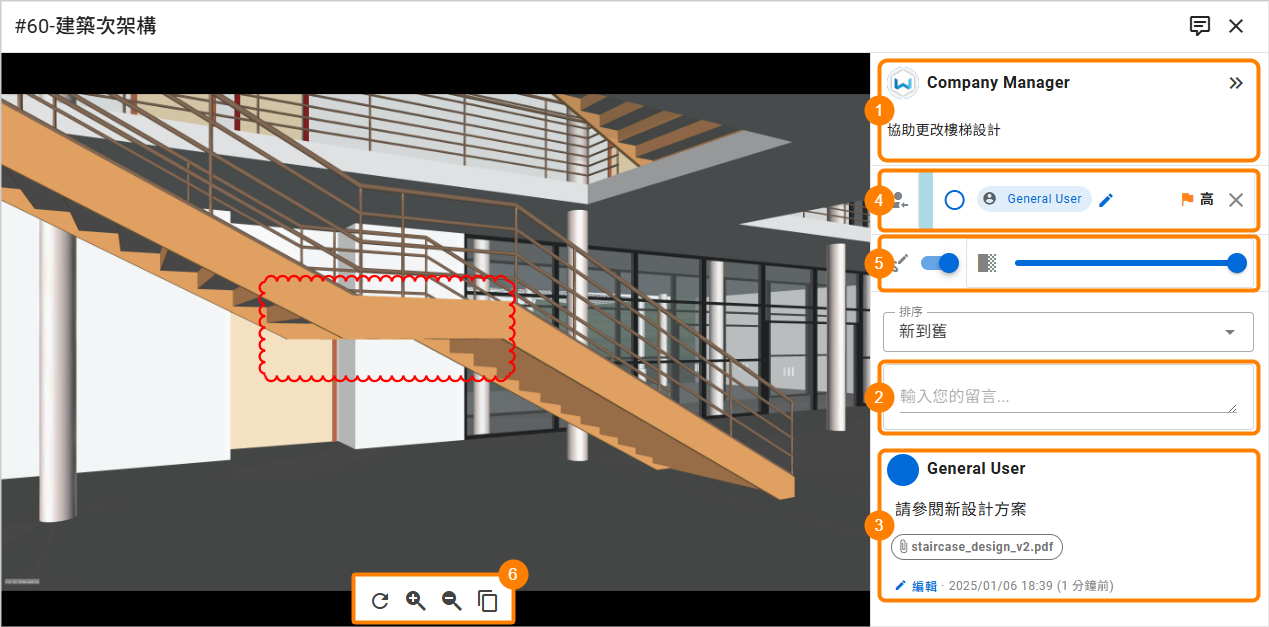 #60-建築次架構
Company Manager
1
協助更改樓梯設計
4
General User
高
5
排序
新到舊
2
輸入您的留言...
General User
3
請參閱新設計方案
staircase_design_v2.pdf
編輯 · 2025/01/06 18:39 (1 分鐘前)
6